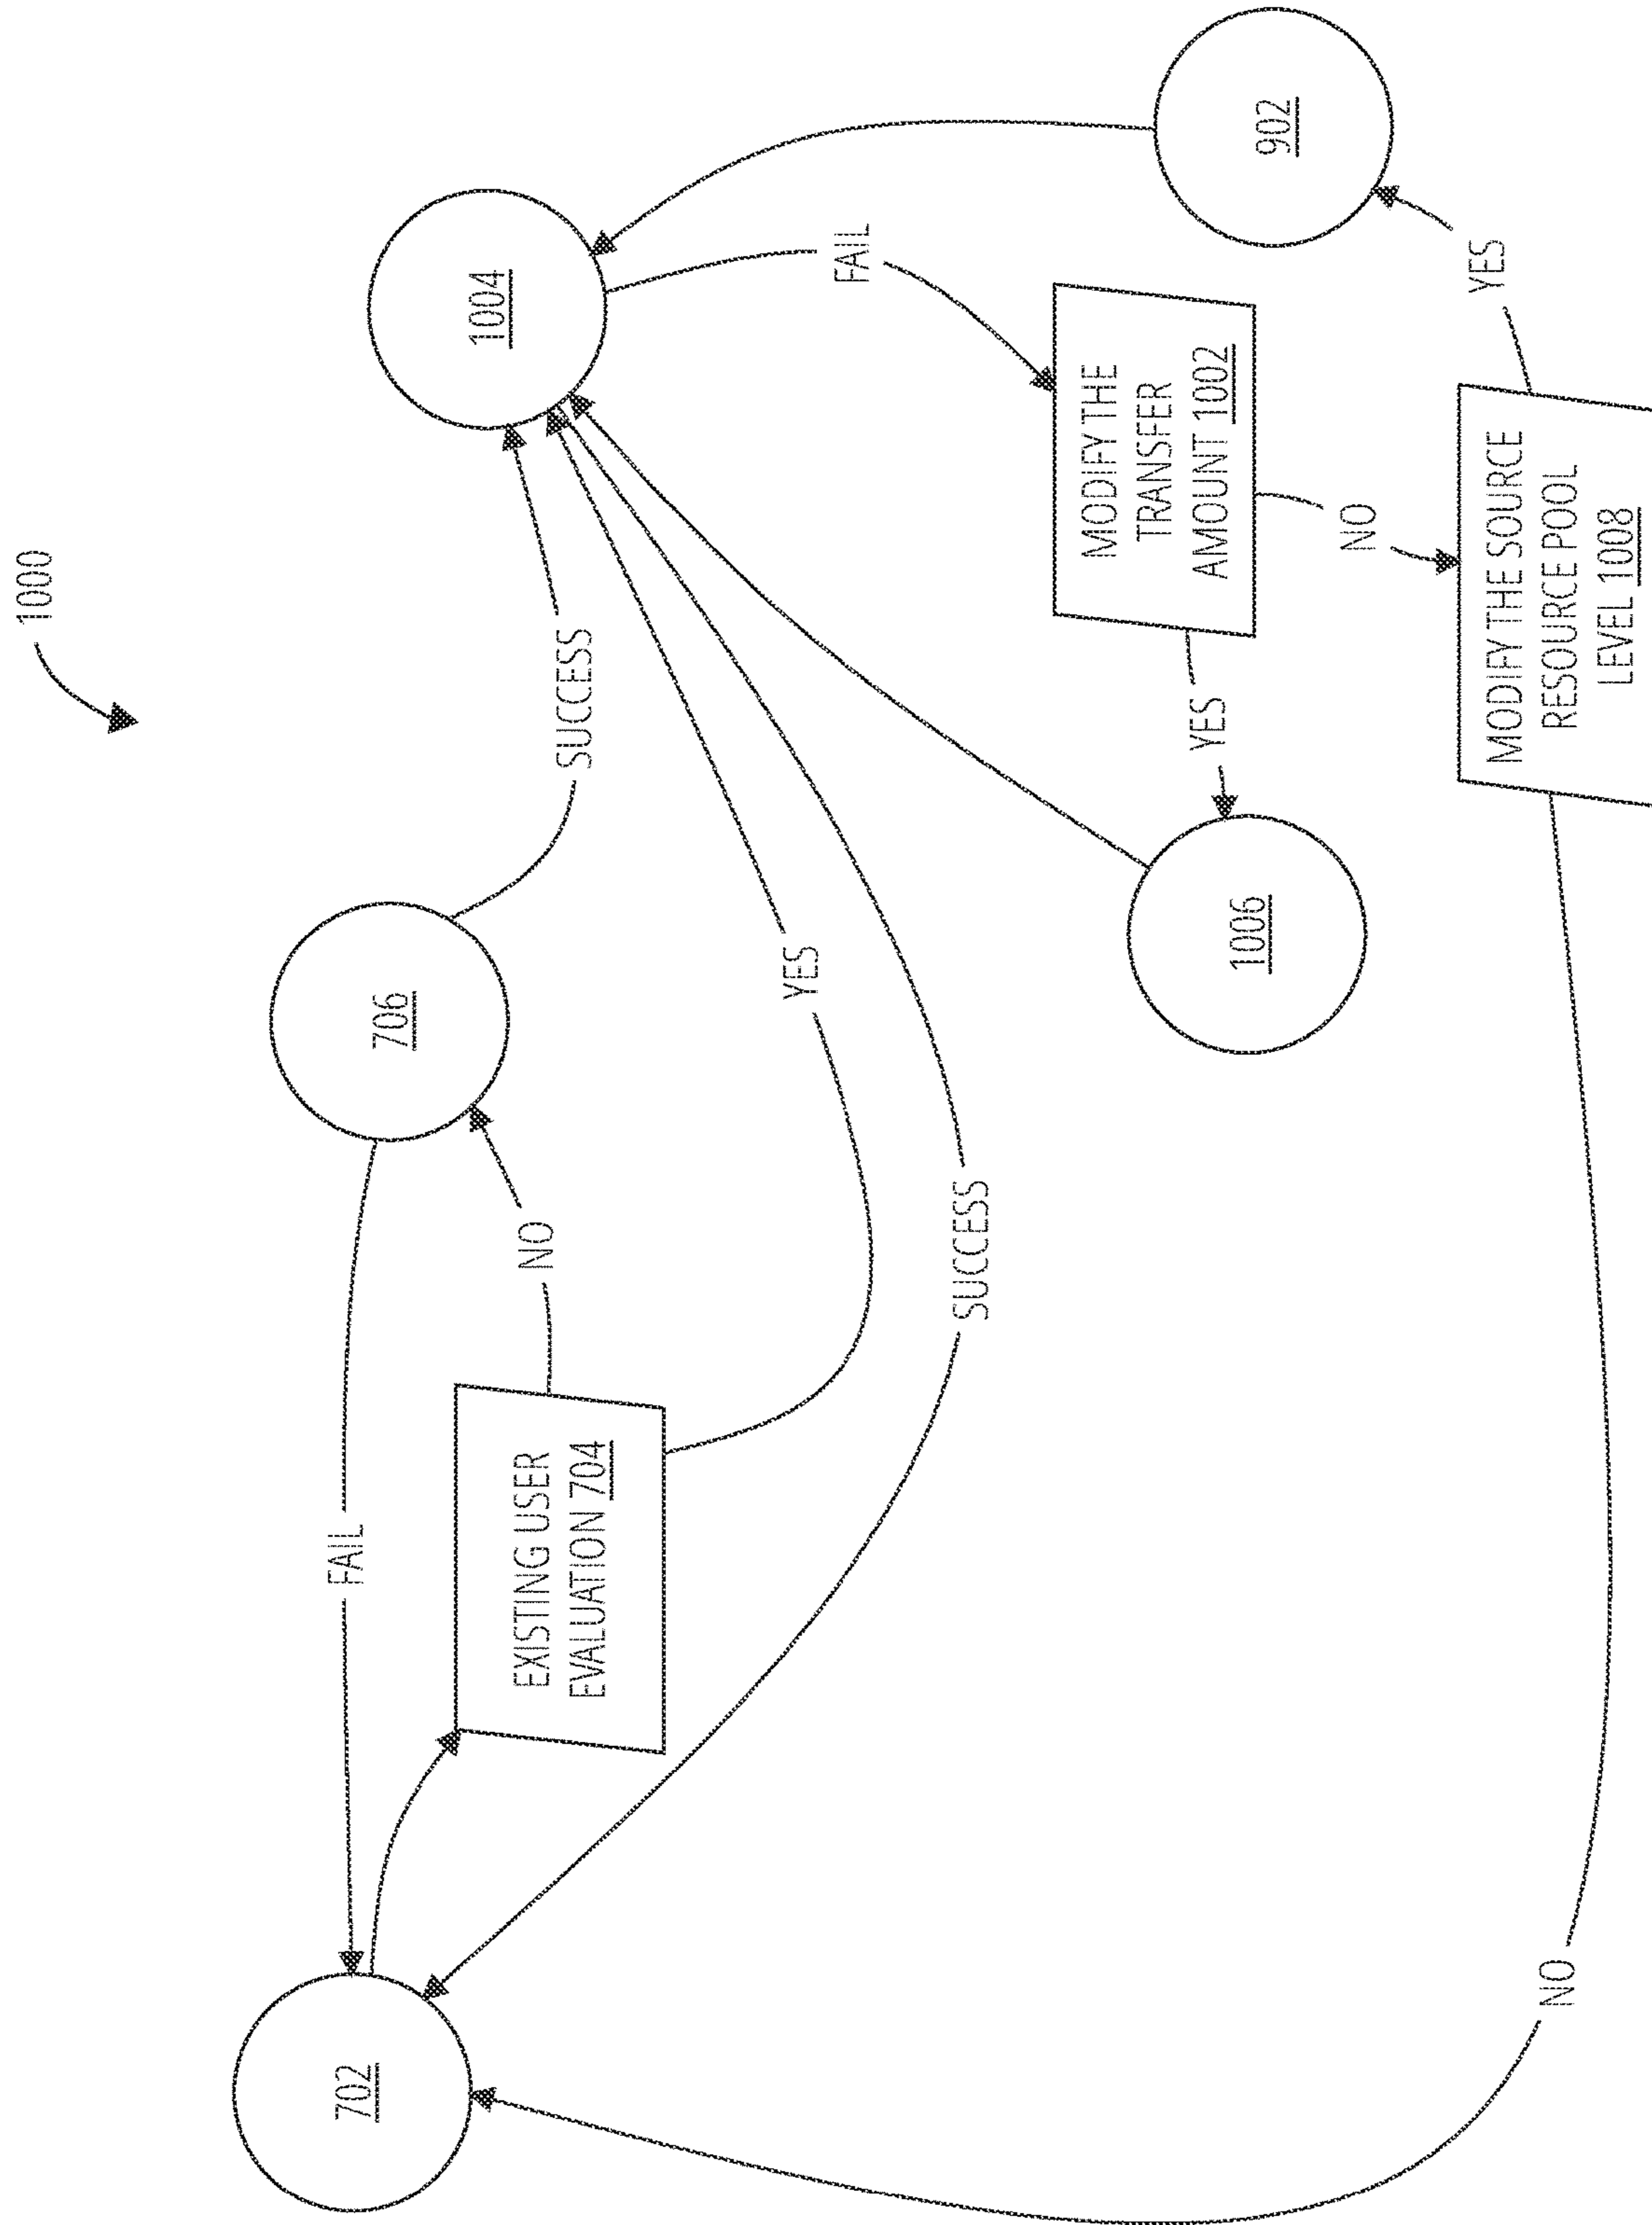 1000
702
FAIL
EXISTING USER
EVALUATION 704
NO
706
SUCCESS
YES
SUCCESS
1004
FAIL
902
MODIFY THE
TRANSFER
AMOUNT 1002
YES
1006
NO
YES
MODIFY THE SOURCE
RESOURCE POOL
LEVEL 1008
NO